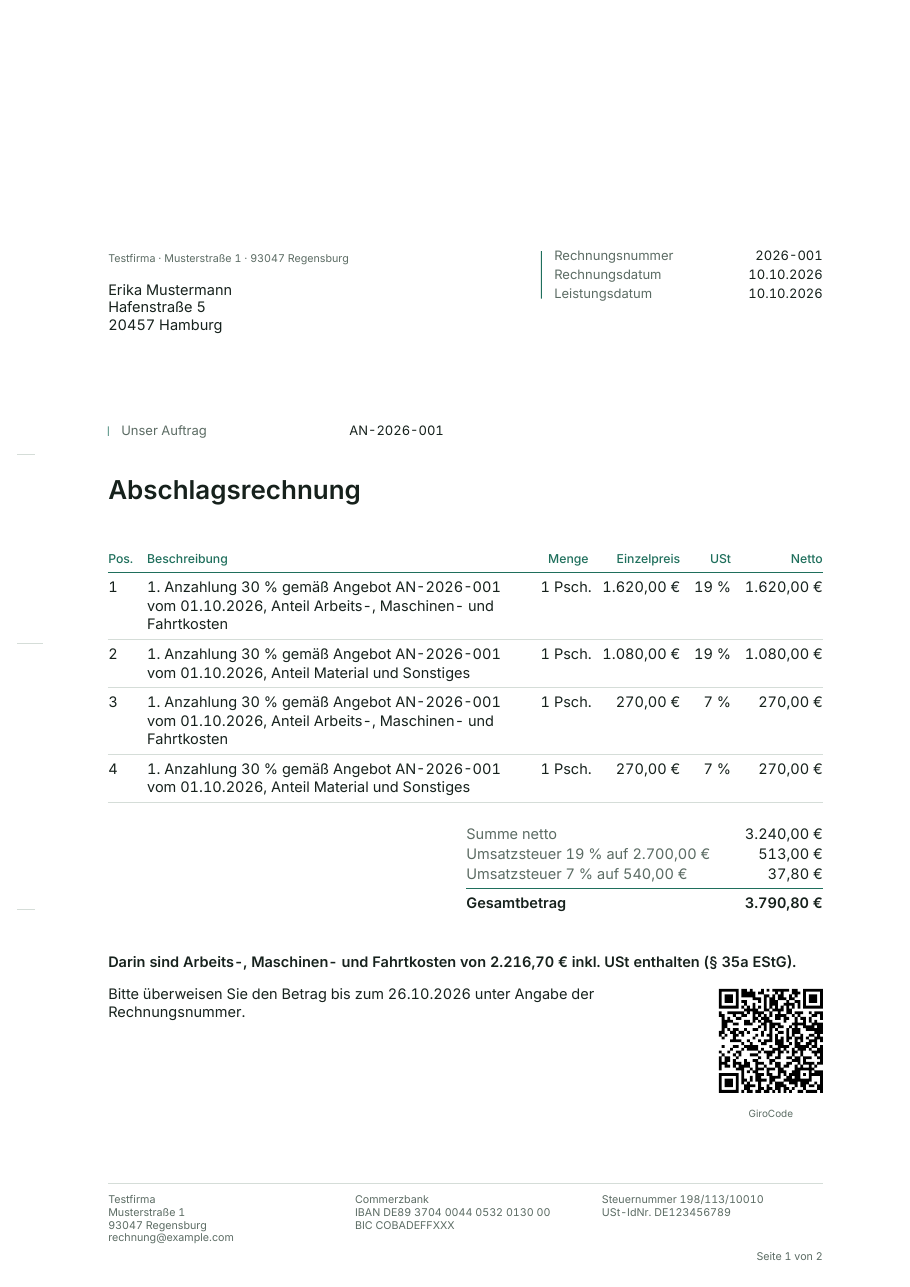 Testfirma · Musterstraße 1 · 93047 Regensburg
Erika Mustermann
Hafenstraße 5
20457 Hamburg
Rechnungsnummer 2026-001
Rechnungsdatum 10.10.2026
Leistungsdatum 10.10.2026
Unser Auftrag AN-2026-001
Abschlagsrechnung
Pos. Beschreibung Menge Einzelpreis USt Netto
1 1. Anzahlung 30 % gemäß Angebot AN-2026-001 1 Psch. 1.620,00 € 19 % 1.620,00 €
vom 01.10.2026, Anteil Arbeits-, Maschinen- und
Fahrtkosten
2 1. Anzahlung 30 % gemäß Angebot AN-2026-001 1 Psch. 1.080,00 € 19 % 1.080,00 €
vom 01.10.2026, Anteil Material und Sonstiges
3 1. Anzahlung 30 % gemäß Angebot AN-2026-001 1 Psch. 270,00 € 7 % 270,00 €
vom 01.10.2026, Anteil Arbeits-, Maschinen- und
Fahrtkosten
4 1. Anzahlung 30 % gemäß Angebot AN-2026-001 1 Psch. 270,00 € 7 % 270,00 €
vom 01.10.2026, Anteil Material und Sonstiges
Summe netto 3.240,00 €
Umsatzsteuer 19 % auf 2.700,00 € 513,00 €
Umsatzsteuer 7 % auf 540,00 € 37,80 €
Gesamtbetrag 3.790,80 €
Darin sind Arbeits-, Maschinen- und Fahrtkosten von 2.216,70 € inkl. USt enthalten (§ 35a EStG).
Bitte überweisen Sie den Betrag bis zum 26.10.2026 unter Angabe der
Rechnungsnummer.
GiroCode
Testfirma
Musterstraße 1
93047 Regensburg
rechnung@example.com
Commerzbank
IBAN DE89 3704 0044 0532 0130 00
BIC COBADEFFXXX
Steuernummer 198/113/10010
USt-IdNr. DE123456789
Seite 1 von 2